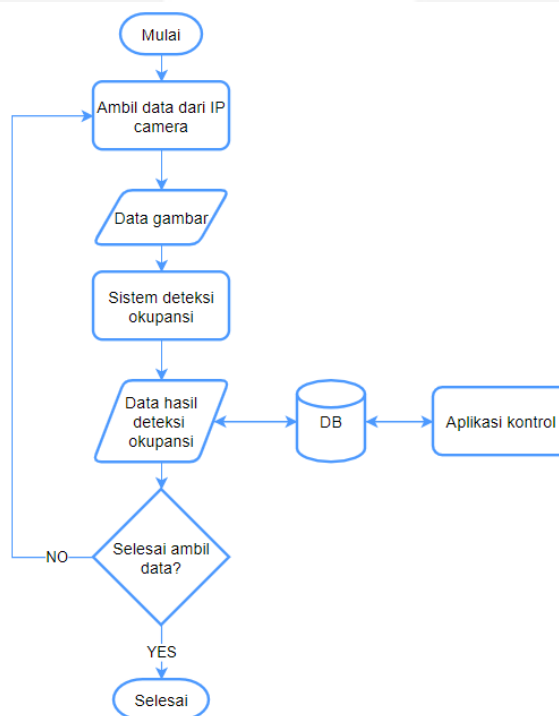 Mulai
Ambil data dari IP
camera
Data gambar
Sistem deteksi
okupansi
Data hasil
deteksi
okupansi
DB
Aplikasi kontrol
Selesai ambil
data?
NO
YES
Selesai